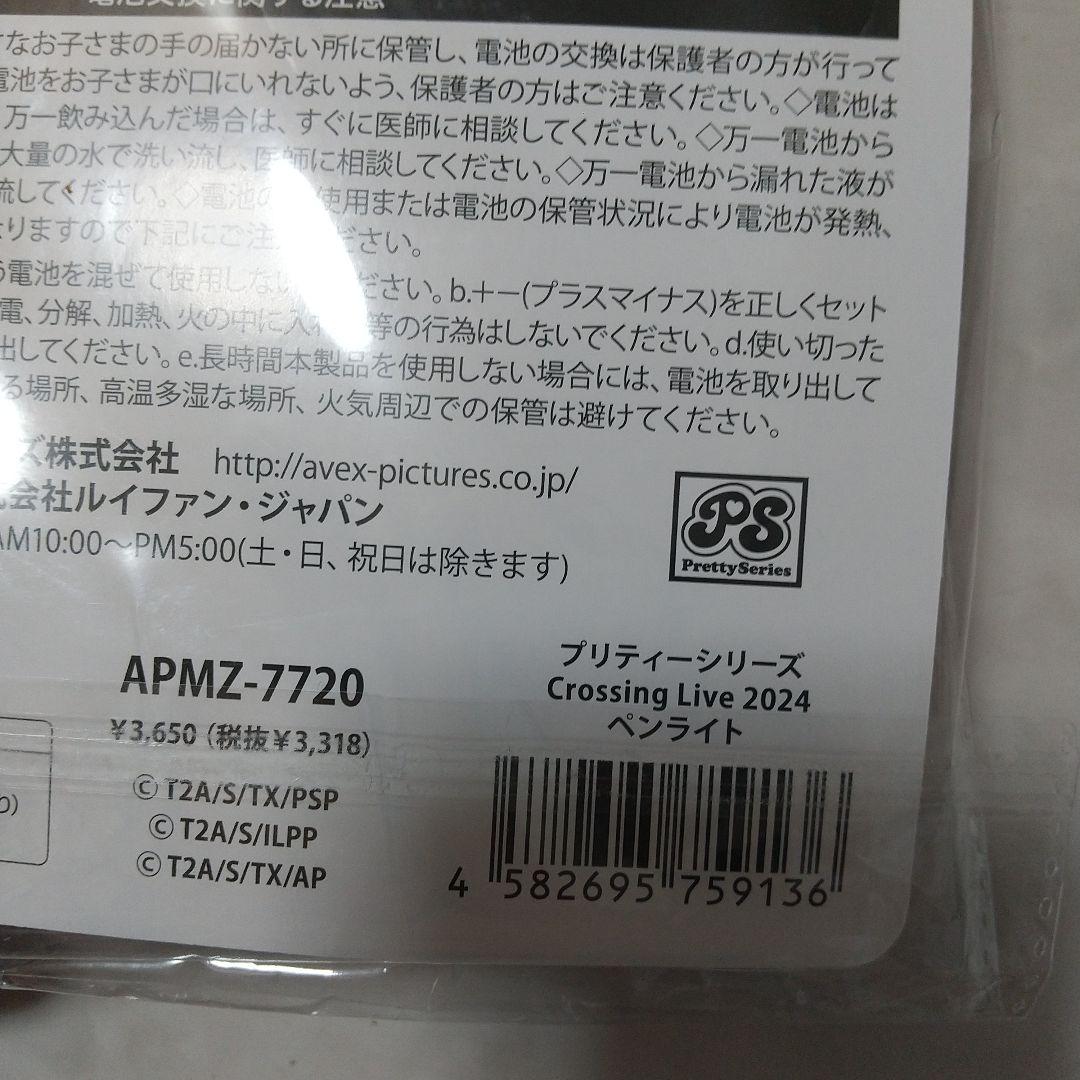 電池交換に関する注意
なお子さまの手の届かない所に保管し、電池の交換は保護者の方が行って
電池をお子さまが口にいれないよう、保護者の方はご注意ください。◇電池は
万一飲み込んだ場合は、すぐに医師に相談してください。◇万一電池から
大量の水で洗い流し、医師に相談してください。◇万一電池から漏れた液が
流してください。◇電池の 使用または電池の保管状況により電池が発熱、
なりますので下記にご注 ださい。
う電池を混ぜて使用しない ださい。b.+−(プラスマイナス)を正しくセット
電、分解、加熱、火の中に入れ 等の行為はしないでください。d.使い切った
出してください。e.長時間本製品を使用しない場合には、電池を取り出して
る場所、高温多湿な場所、火気周辺での保管は避けてください。
ズ株式会社 http://avex-pictures.co.jp/
会社ルイファン・ジャパン
AM10:00〜PM5:00(土・日、祝日は除きます)
PS
PrettySeries
APMZ-7720
¥3,650 (税抜¥3,318)
プリティーシリーズ
Crossing Live 2024
ペンライト
© T2A/S/TX/PSP
© T2A/S/ILPP
© T2A/S/TX/AP
り)
4 582695 759136